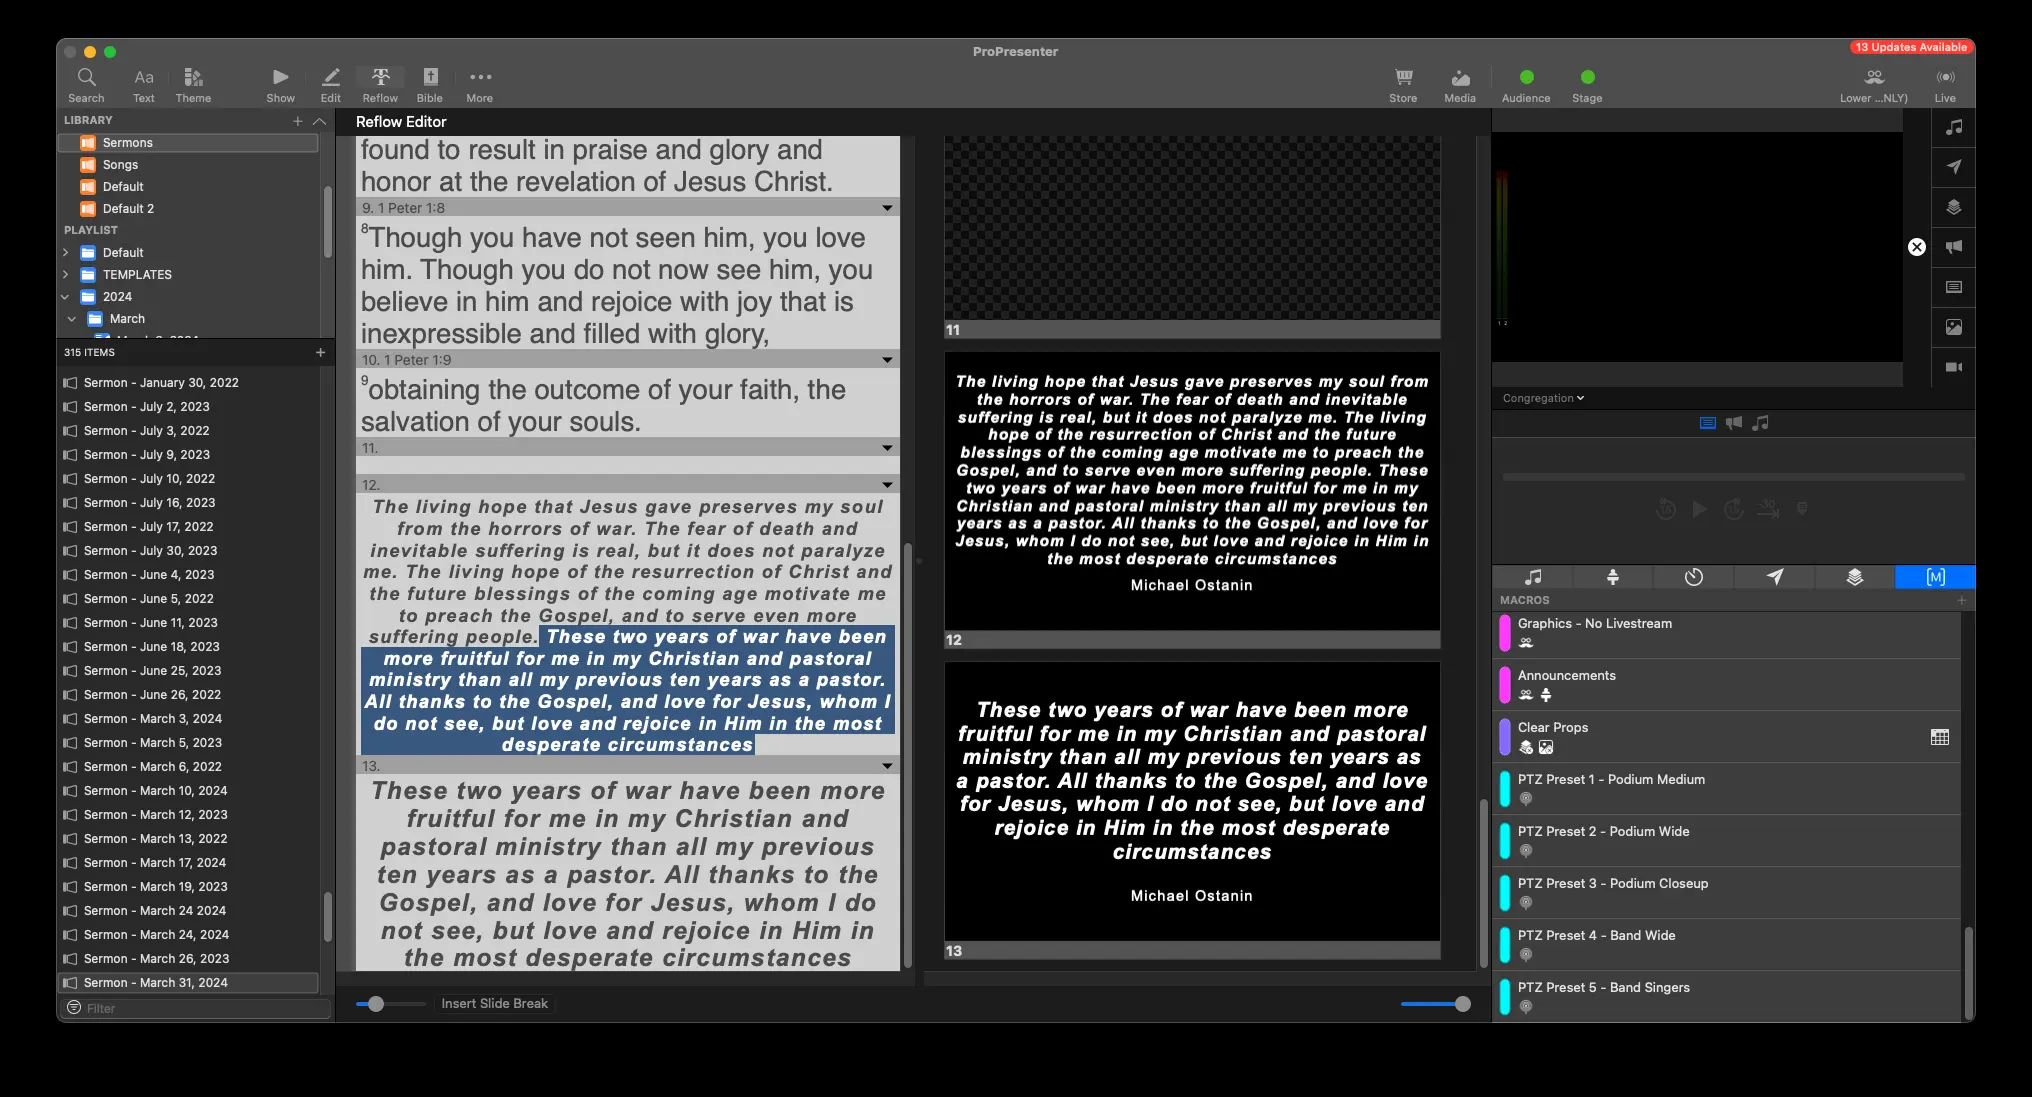 ProPresenter
13 Updates Available
Search
Text
Theme
Show
Edit
Reflow
Bible
More
Store
Media
Audience
Stage
Lower ...NLY)
Live
LIBRARY
Sermons
Songs
Default
Default 2
PLAYLIST
Default
TEMPLATES
2024
March
315 ITEMS
Sermon - January 30, 2022
Sermon - July 2, 2023
Sermon - July 3, 2022
Sermon - July 9, 2023
Sermon - July 10, 2022
Sermon - July 16, 2023
Sermon - July 17, 2022
Sermon - July 30, 2023
Sermon - June 4, 2023
Sermon - June 5, 2022
Sermon - June 11, 2023
Sermon - June 18, 2023
Sermon - June 25, 2023
Sermon - June 26, 2022
Sermon - March 3, 2024
Sermon - March 5, 2023
Sermon - March 6, 2022
Sermon - March 10, 2024
Sermon - March 12, 2023
Sermon - March 13, 2022
Sermon - March 17, 2024
Sermon - March 19, 2023
Sermon - March 24 2024
Sermon - March 24, 2024
Sermon - March 26, 2023
Sermon - March 31, 2024
Filter
Reflow Editor
found to result in praise and glory and
honor at the revelation of Jesus Christ.
9. 1 Peter 1:8
8Though you have not seen him, you love
him. Though you do not now see him, you
believe in him and rejoice with joy that is
inexpressible and filled with glory,
10. 1 Peter 1:9
9obtaining the outcome of your faith, the
salvation of your souls.
11.
12.
The living hope that Jesus gave preserves my soul
from the horrors of war. The fear of death and
inevitable suffering is real, but it does not paralyze
me. The living hope of the resurrection of Christ and
the future blessings of the coming age motivate me
to preach the Gospel, and to serve even more
suffering people. These two years of war have been
more fruitful for me in my Christian and pastoral
ministry than all my previous ten years as a pastor.
All thanks to the Gospel, and love for Jesus, whom I
do not see, but love and rejoice in Him in the most
desperate circumstances
13.
These two years of war have been more
fruitful for me in my Christian and
pastoral ministry than all my previous
ten years as a pastor. All thanks to the
Gospel, and love for Jesus, whom I do
not see, but love and rejoice in Him in
the most desperate circumstances
Insert Slide Break
11
The living hope that Jesus gave preserves my soul from
the horrors of war. The fear of death and inevitable
suffering is real, but it does not paralyze me. The living
hope of the resurrection of Christ and the future
blessings of the coming age motivate me to preach the
Gospel, and to serve even more suffering people. These
two years of war have been more fruitful for me in my
Christian and pastoral ministry than all my previous ten
years as a pastor. All thanks to the Gospel, and love for
Jesus, whom I do not see, but love and rejoice in Him in
the most desperate circumstances
Michael Ostanin
12
These two years of war have been more
fruitful for me in my Christian and pastoral
ministry than all my previous ten years as
a pastor. All thanks to the Gospel, and love
for Jesus, whom I do not see, but love and
rejoice in Him in the most desperate
circumstances
Michael Ostanin
13
1 2
Congregation
[M]
MACROS
Graphics - No Livestream
Announcements
Clear Props
PTZ Preset 1 - Podium Medium
PTZ Preset 2 - Podium Wide
PTZ Preset 3 - Podium Closeup
PTZ Preset 4 - Band Wide
PTZ Preset 5 - Band Singers